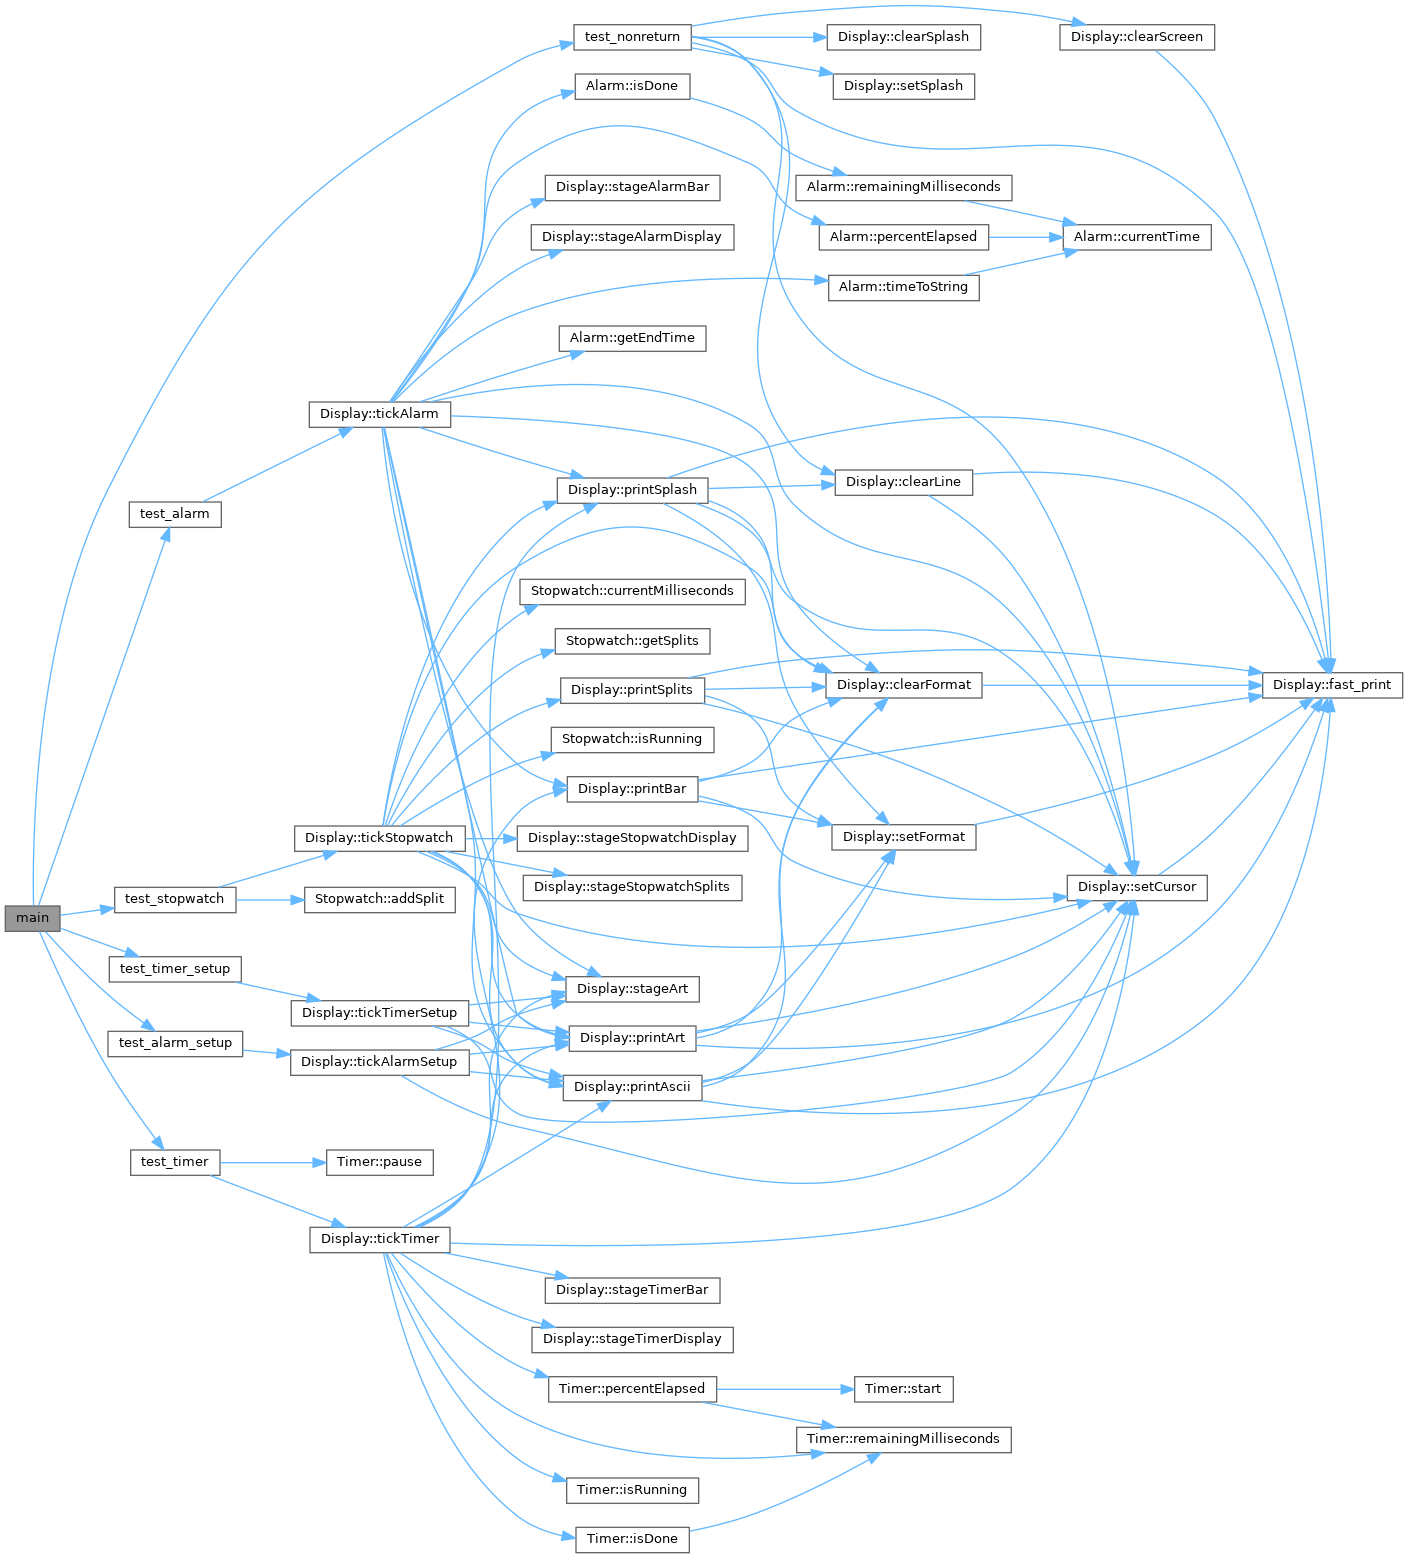 test_nonreturn
Display::clearSplash
Display::clearScreen
Alarm::isDone
Display::setSplash
Display::stageAlarmBar
Alarm::remainingMilliseconds
Display::stageAlarmDisplay
Alarm::percentElapsed
Alarm::currentTime
Alarm::timeToString
Alarm::getEndTime
Display::tickAlarm
Display::printSplash
Display::clearLine
test_alarm
Stopwatch::currentMilliseconds
Stopwatch::getSplits
Display::printSplits
Display::clearFormat
Display::fast_print
Stopwatch::isRunning
Display::printBar
Display::tickStopwatch
Display::stageStopwatchDisplay
Display::setFormat
Display::stageStopwatchSplits
Display::setCursor
test_stopwatch
Stopwatch::addSplit
main
test_timer_setup
Display::stageArt
Display::tickTimerSetup
Display::printArt
test_alarm_setup
Display::tickAlarmSetup
Display::printAscii
test_timer
Timer::pause
Display::tickTimer
Display::stageTimerBar
Display::stageTimerDisplay
Timer::percentElapsed
Timer::start
Timer::remainingMilliseconds
Timer::isRunning
Timer::isDone